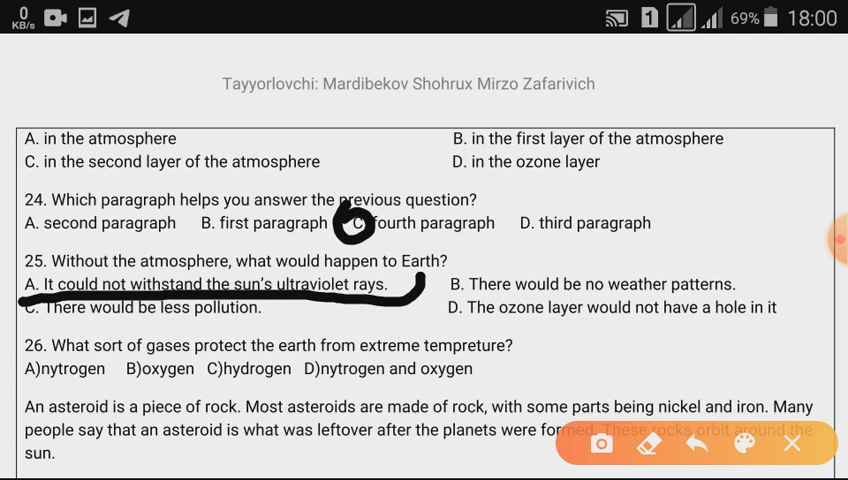 0
KB/s
1
69%
18:00
Tayyorlovchi: Mardibekov Shohrux Mirzo Zafarivich
A. in the atmosphere B. in the first layer of the atmosphere
C. in the second layer of the atmosphere D. in the ozone layer
24. Which paragraph helps you answer the previous question?
A. second paragraph B. first paragraph C. fourth paragraph D. third paragraph
25. Without the atmosphere, what would happen to Earth?
A. It could not withstand the sun's ultraviolet rays. B. There would be no weather patterns.
C. There would be less pollution. D. The ozone layer would not have a hole in it
26. What sort of gases protect the earth from extreme tempreture?
A)nytrogen B)oxygen C)hydrogen D)nytrogen and oxygen
An asteroid is a piece of rock. Most asteroids are made of rock, with some parts being nickel and iron. Many
people say that an asteroid is what was leftover after the planets were formed. These rocks orbit around the
sun.